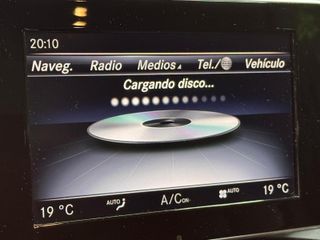 20:10
Naveg. Radio Medios Tel./ Vehículo
Cargando disco...
19 °C AUTO A/C ON AUTO 19 °C